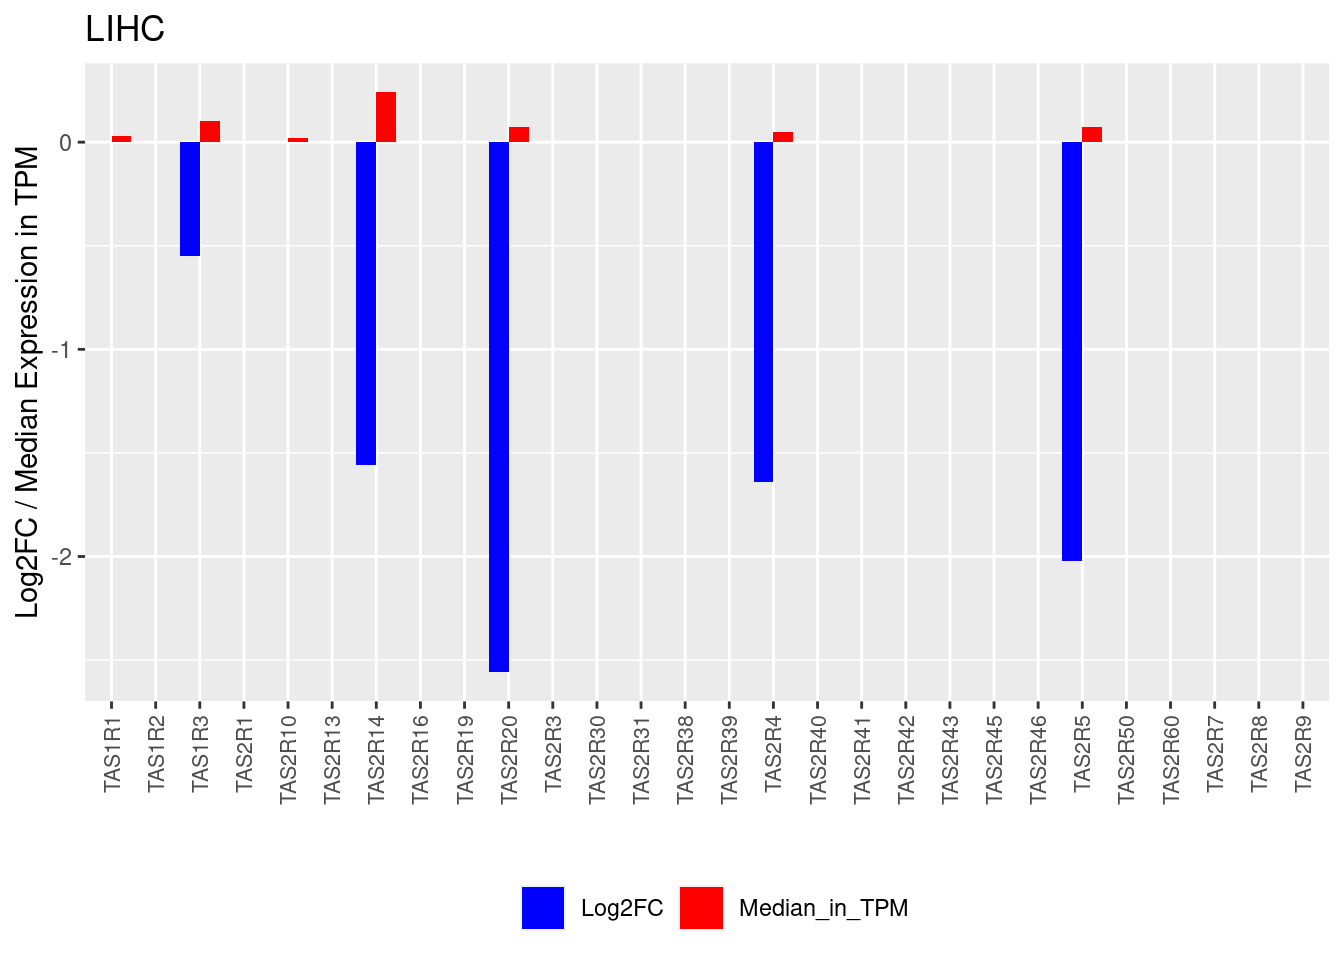 LIHC
Log2FC / Median Expression in TPM
0
-1
-2
TAS1R1
TAS1R2
TAS1R3
TAS2R1
TAS2R10
TAS2R13
TAS2R14
TAS2R16
TAS2R19
TAS2R20
TAS2R3
TAS2R30
TAS2R31
TAS2R38
TAS2R39
TAS2R4
TAS2R40
TAS2R41
TAS2R42
TAS2R43
TAS2R45
TAS2R46
TAS2R5
TAS2R50
TAS2R60
TAS2R7
TAS2R8
TAS2R9
Log2FC
Median_in_TPM